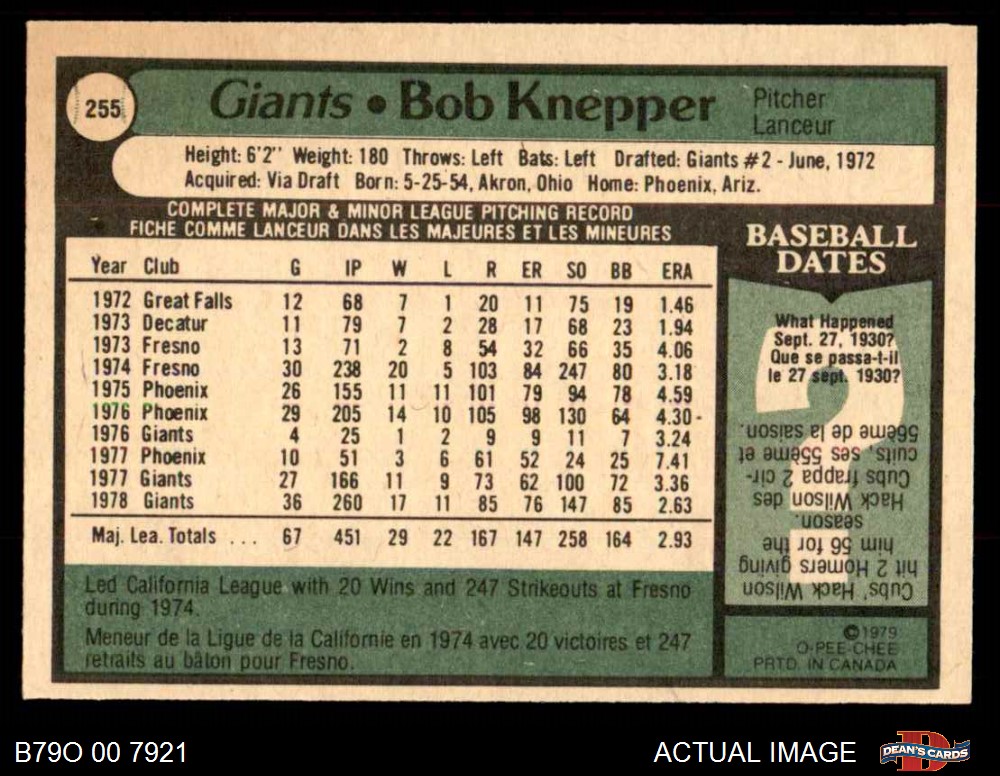 255
Giants • Bob Knepper
Pitcher
Lanceur
Height: 6'2" Weight: 180 Throws: Left Bats: Left Drafted: Giants #2 - June, 1972
Acquired: Via Draft Born: 5-25-54, Akron, Ohio Home: Phoenix, Ariz.
COMPLETE MAJOR & MINOR LEAGUE PITCHING RECORD
FICHE COMME LANCEUR DANS LES MAJEURES ET LES MINEURES
Year Club G IP W L R ER SO BB ERA
1972 Great Falls 12 68 7 1 20 11 75 19 1.46
1973 Decatur 11 79 7 2 28 17 68 23 1.94
1973 Fresno 13 71 2 8 54 32 66 35 4.06
1974 Fresno 30 238 20 5 103 84 247 80 3.18
1975 Phoenix 26 155 11 11 101 79 94 78 4.59
1976 Phoenix 29 205 14 10 105 98 130 64 4.30
1976 Giants 4 25 1 2 9 9 11 7 3.24
1977 Phoenix 10 51 3 6 61 52 24 25 7.41
1977 Giants 27 166 11 9 73 62 100 72 3.36
1978 Giants 36 260 17 11 85 76 147 85 2.63
Maj. Lea. Totals ... 67 451 29 22 167 147 258 164 2.93
Led California League with 20 Wins and 247 Strikeouts at Fresno
during 1974.
Meneur de la Ligue de la Californie en 1974 avec 20 victoires et 247
retraits au bâton pour Fresno.
BASEBALL
DATES
What Happened
Sept. 27, 1930?
Que se passa-t-il
le 27 sept. 1930?
Cubs' Hack Wilson
hit 2 Homers giving
him 56 for the
season.
Hack Wilson des
Cubs frappa 2 cir-
cuits, ses 55ème et
56ème de la saison.
©1979
O-PEE-CHEE
PRTD. IN CANADA
B79O 00 7921
ACTUAL IMAGE
D
DEAN'S CARDS